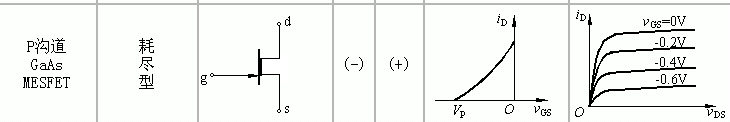 P沟道
GaAs
MESFET
耗
尽
型
d
g
s
(-)
(+)
iD
VP
O
vGS
iD
vGS=0V
-0.2V
-0.4V
-0.6V
O
vDS